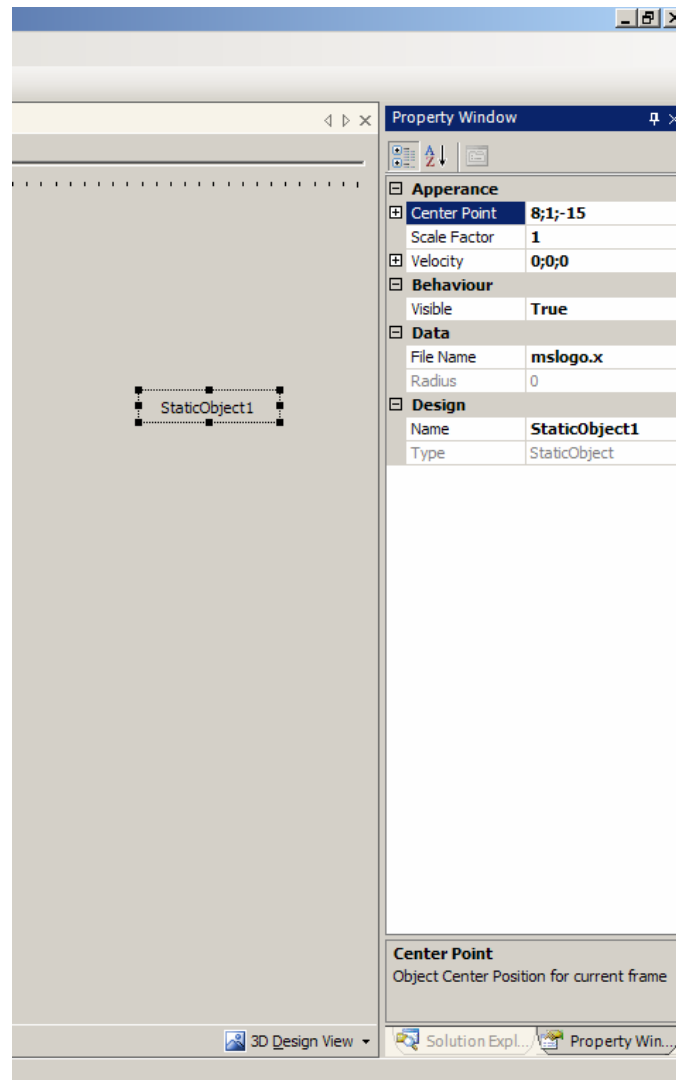 Property Window
Apperance
Center Point 8;1;-15
Scale Factor 1
Velocity 0;0;0
Behaviour
Visible True
Data
File Name mslogo.x
Radius 0
Design
Name StaticObject1
Type StaticObject
StaticObject1
Center Point
Object Center Position for current frame
3D Design View
Solution Expl...
Property Win...